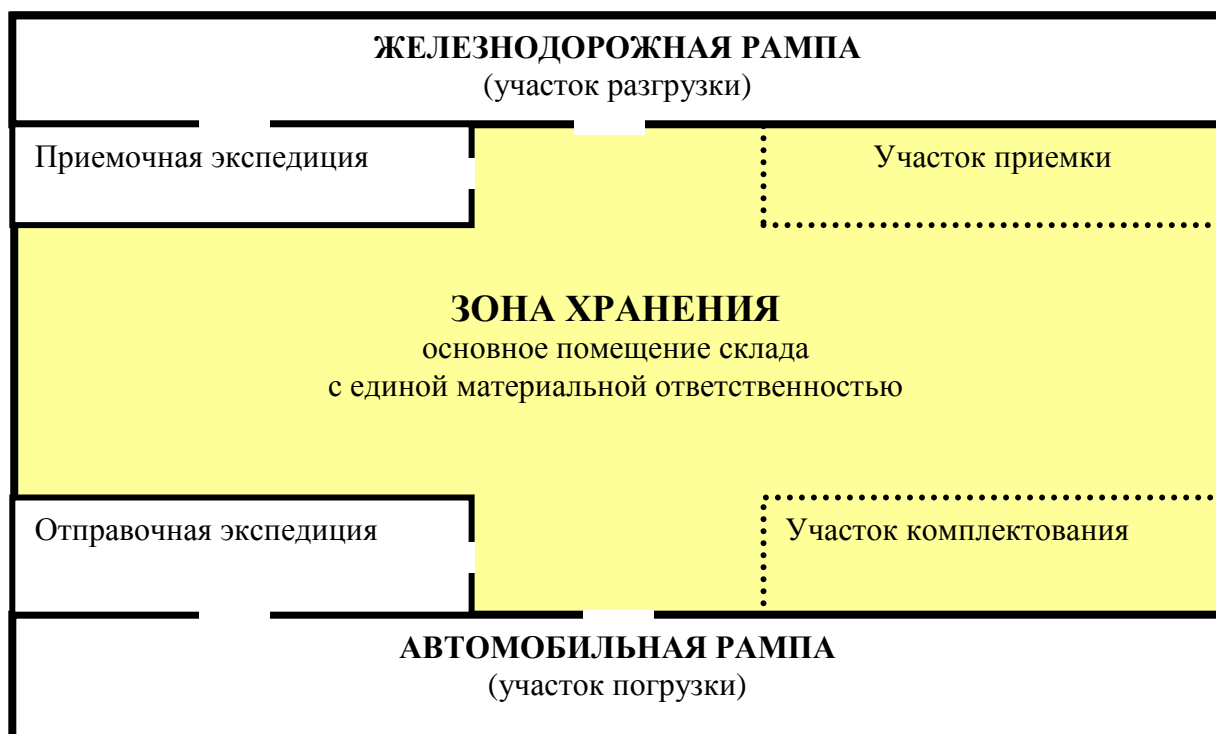 ЖЕЛЕЗНОДОРОЖНАЯ РАМПА
(участок разгрузки)
Приемочная экспедиция
Участок приемки
ЗОНА ХРАНЕНИЯ
основное помещение склада
с единой материальной ответственностью
Отправочная экспедиция
Участок комплектования
АВТОМОБИЛЬНАЯ РАМПА
(участок погрузки)